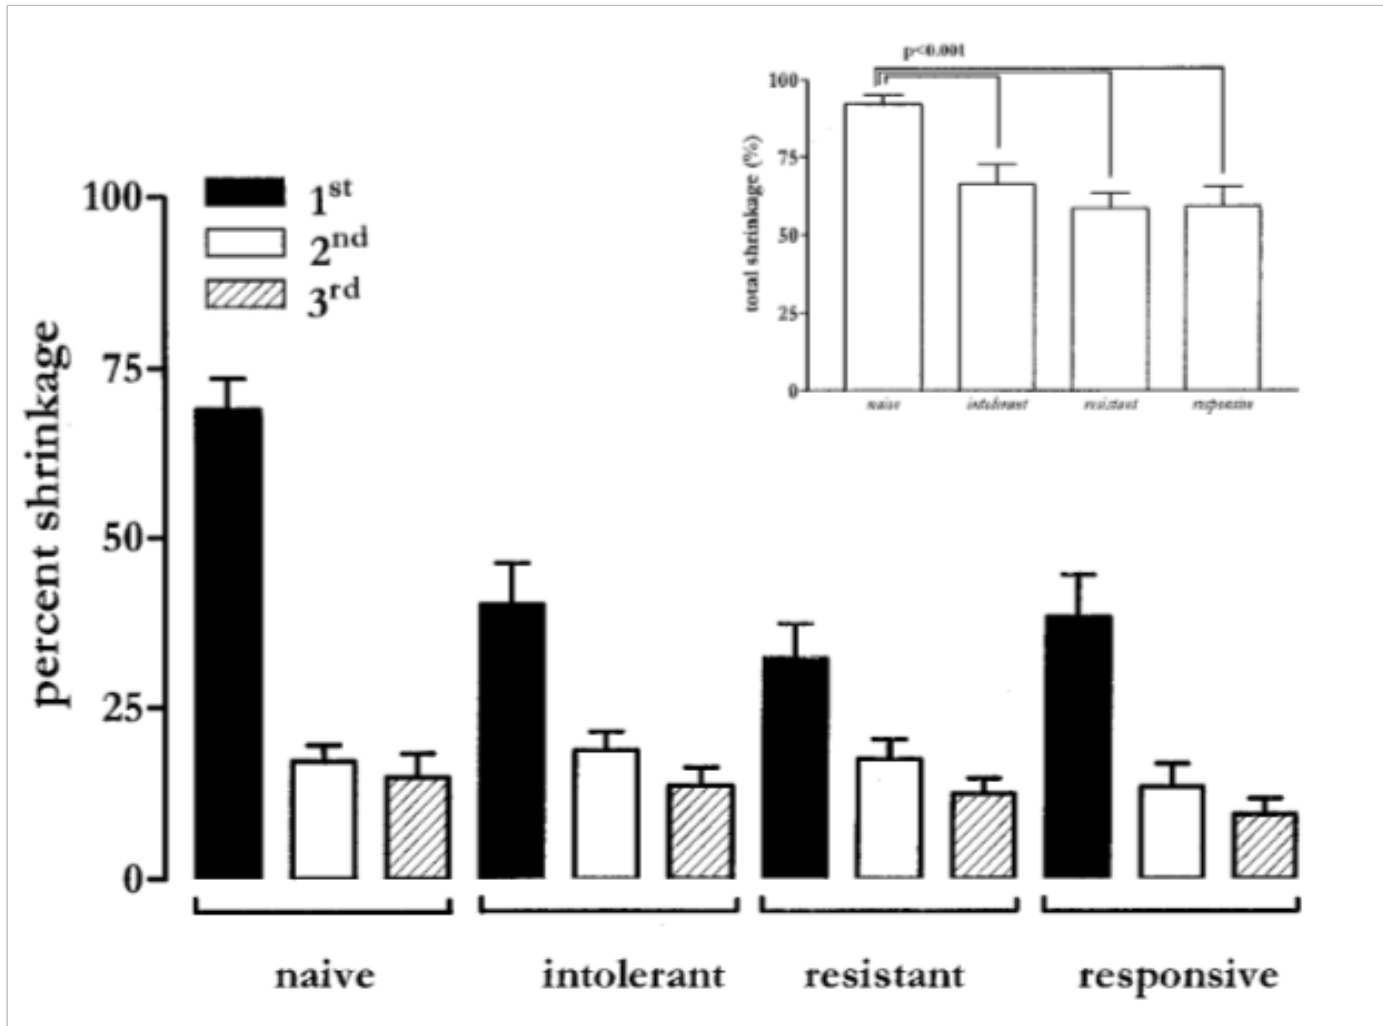 p<0.001
100
75
50
25
0
total shrinkage (%)
naive
intolerant
resistant
responsive
1st
2nd
3rd
100
75
50
25
0
percent shrinkage
naive
intolerant
resistant
responsive